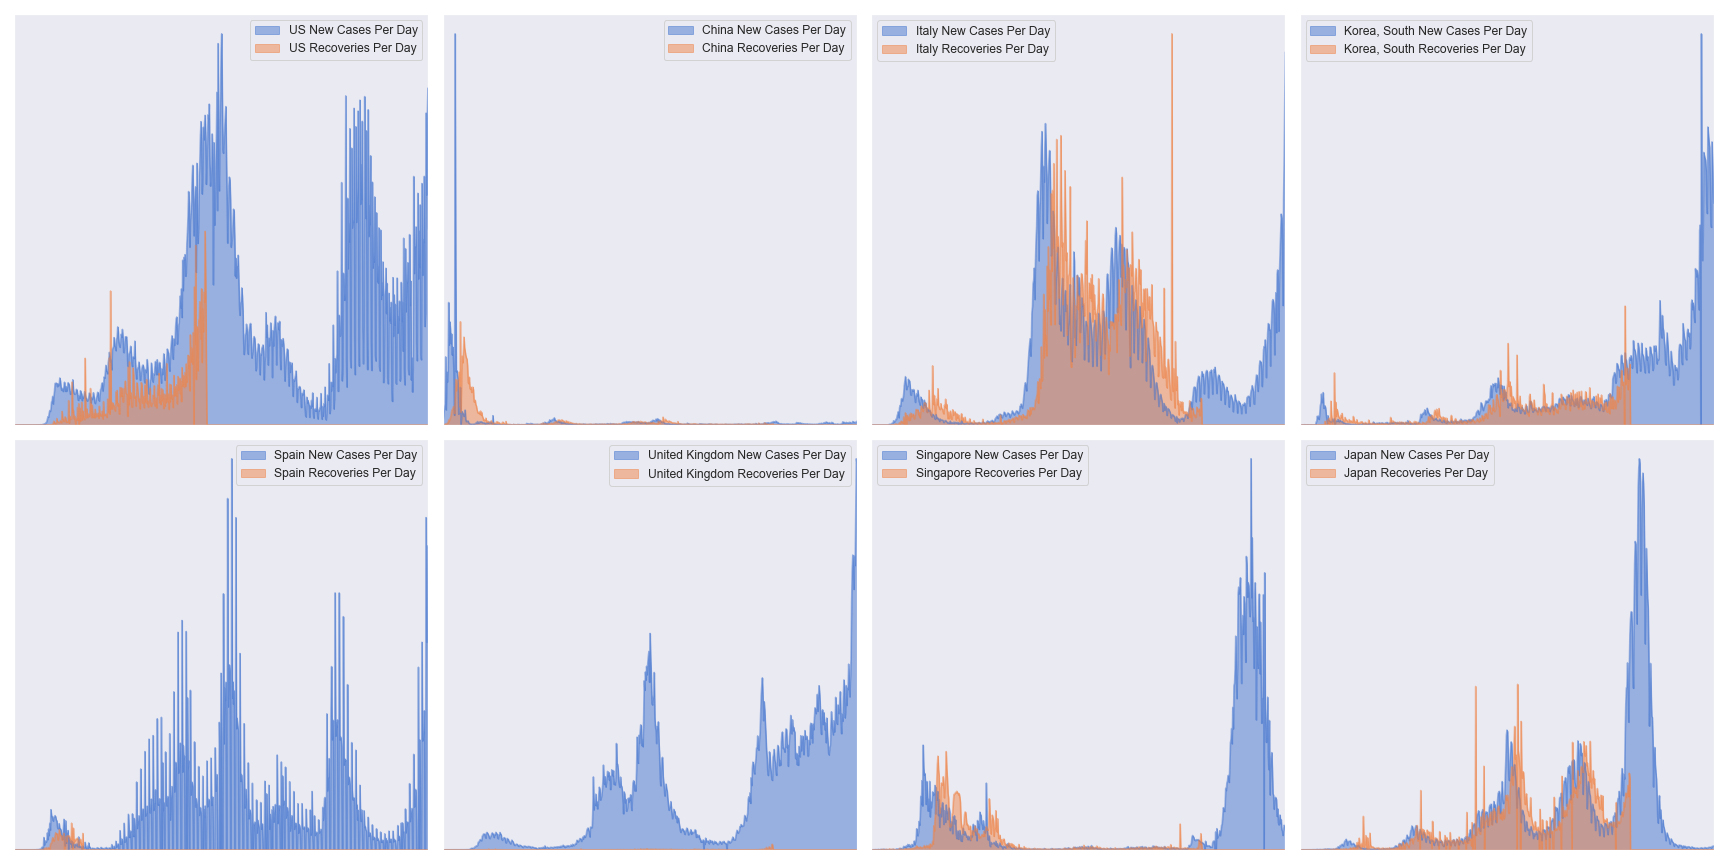 US New Cases Per Day
US Recoveries Per Day
China New Cases Per Day
China Recoveries Per Day
Italy New Cases Per Day
Italy Recoveries Per Day
Korea, South New Cases Per Day
Korea, South Recoveries Per Day
Spain New Cases Per Day
Spain Recoveries Per Day
United Kingdom New Cases Per Day
United Kingdom Recoveries Per Day
Singapore New Cases Per Day
Singapore Recoveries Per Day
Japan New Cases Per Day
Japan Recoveries Per Day